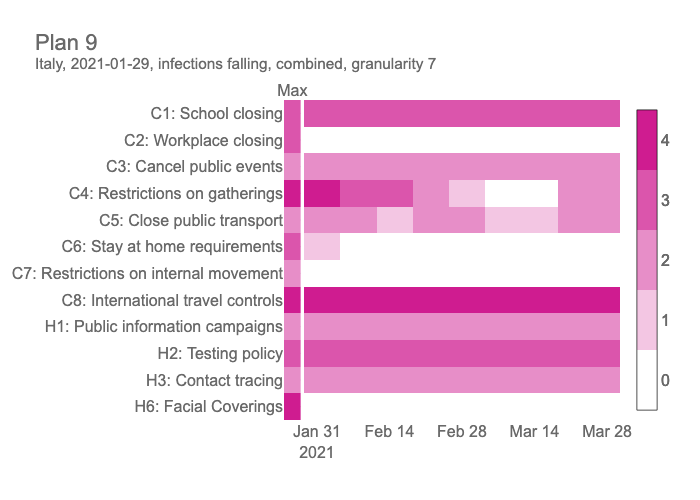 Plan 9
Italy, 2021-01-29, infections falling, combined, granularity 7
Max
C1: School closing
C2: Workplace closing
C3: Cancel public events
C4: Restrictions on gatherings
C5: Close public transport
C6: Stay at home requirements
C7: Restrictions on internal movement
C8: International travel controls
H1: Public information campaigns
H2: Testing policy
H3: Contact tracing
H6: Facial Coverings
Jan 31 Feb 14 Feb 28 Mar 14 Mar 28
2021
4
3
2
1
0